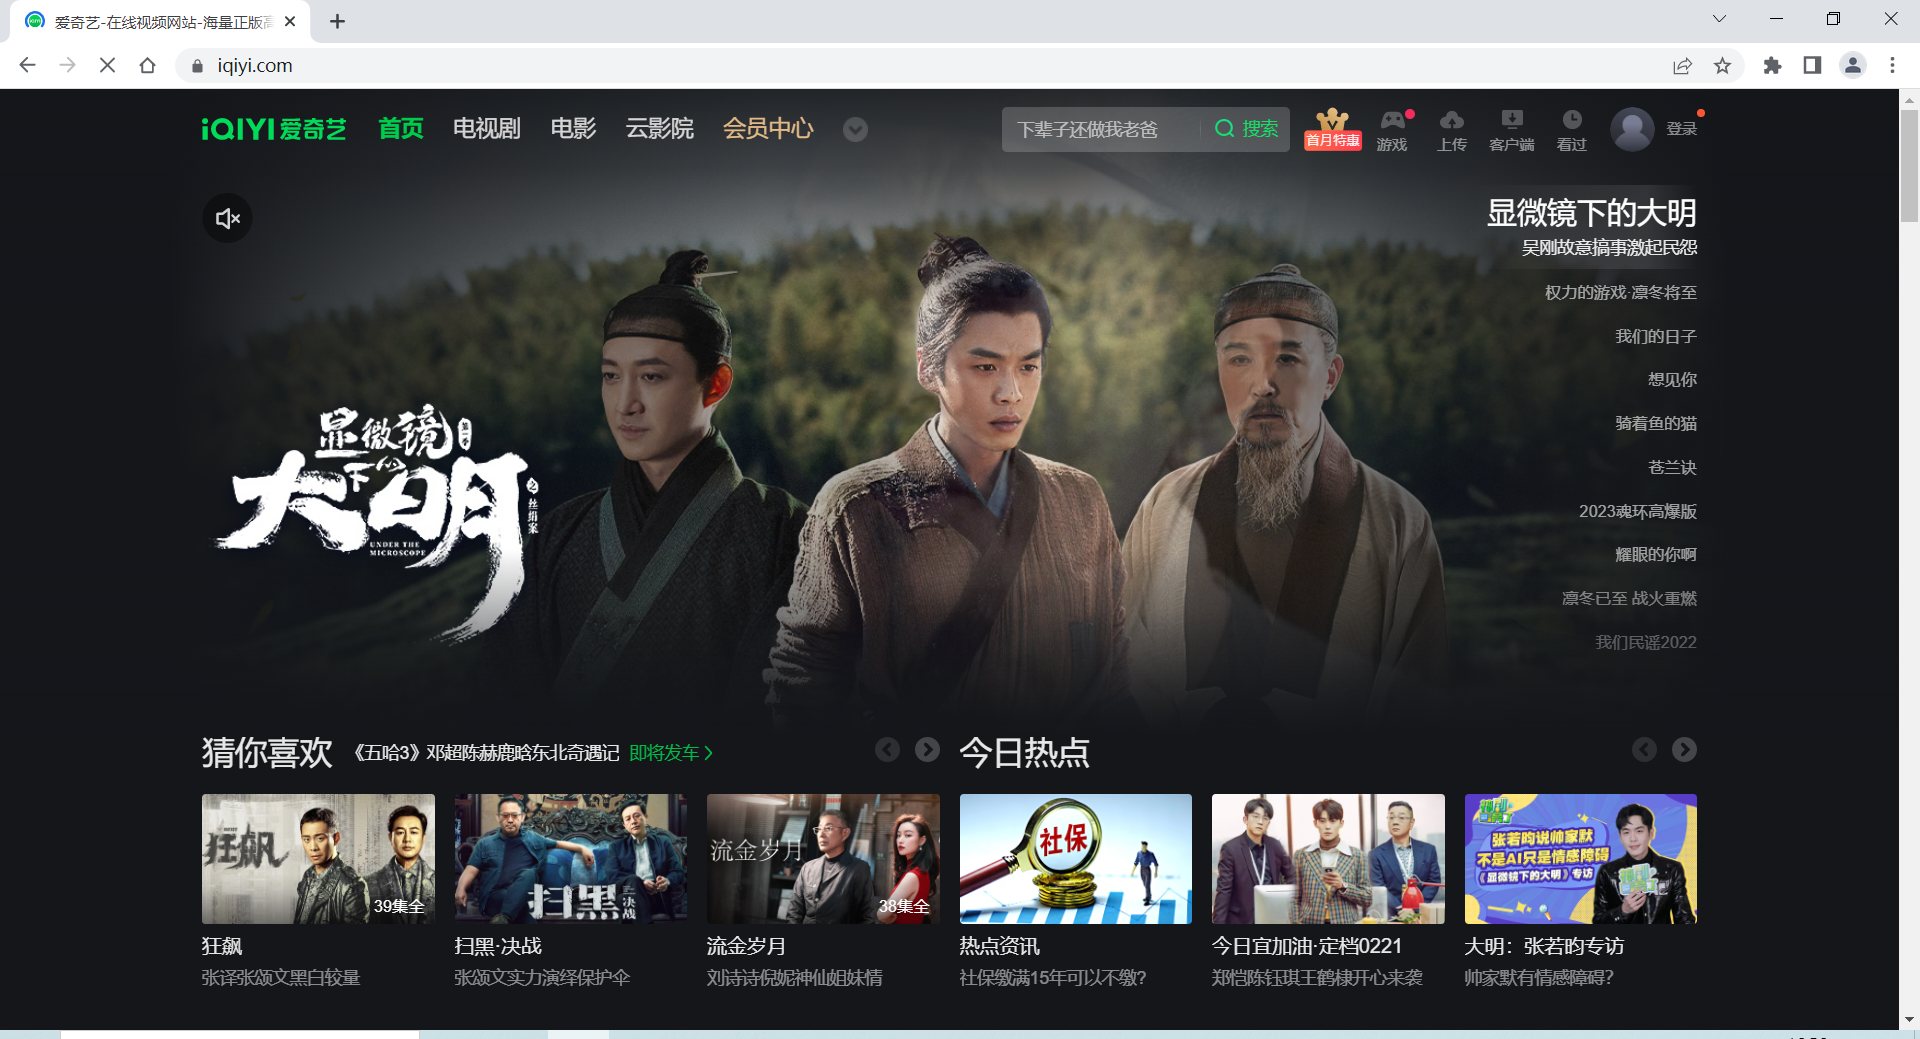 爱奇艺-在线视频网站-海量正版高
iqiyi.com
iQIYI 爱奇艺
首页
电视剧
电影
云影院
会员中心
下辈子还做我老爸
搜索
首月特惠
游戏
上传
客户端
看过
登录
显微镜下的大明
吴刚故意搞事激起民怨
权力的游戏·凛冬将至
我们的日子
想见你
骑着鱼的猫
苍兰诀
2023魂环高爆版
耀眼的你啊
凛冬已至 战火重燃
我们民谣2022
显微镜
下的
大明
之丝绢案
UNDER THE
MICROSCOPE
猜你喜欢
《五哈3》邓超陈赫鹿晗东北奇遇记 即将发车
今日热点
狂飙
39集全
扫黑
决战
流金岁月
38集全
社保
张若昀说帅家默
不是AI只是情感障碍
《显微镜下的大明》专访
狂飙
张译张颂文黑白较量
扫黑·决战
张颂文实力演绎保护伞
流金岁月
刘诗诗倪妮神仙姐妹情
热点资讯
社保缴满15年可以不缴?
今日宜加油·定档0221
郑恺陈钰琪王鹤棣开心来袭
大明：张若昀专访
帅家默有情感障碍?